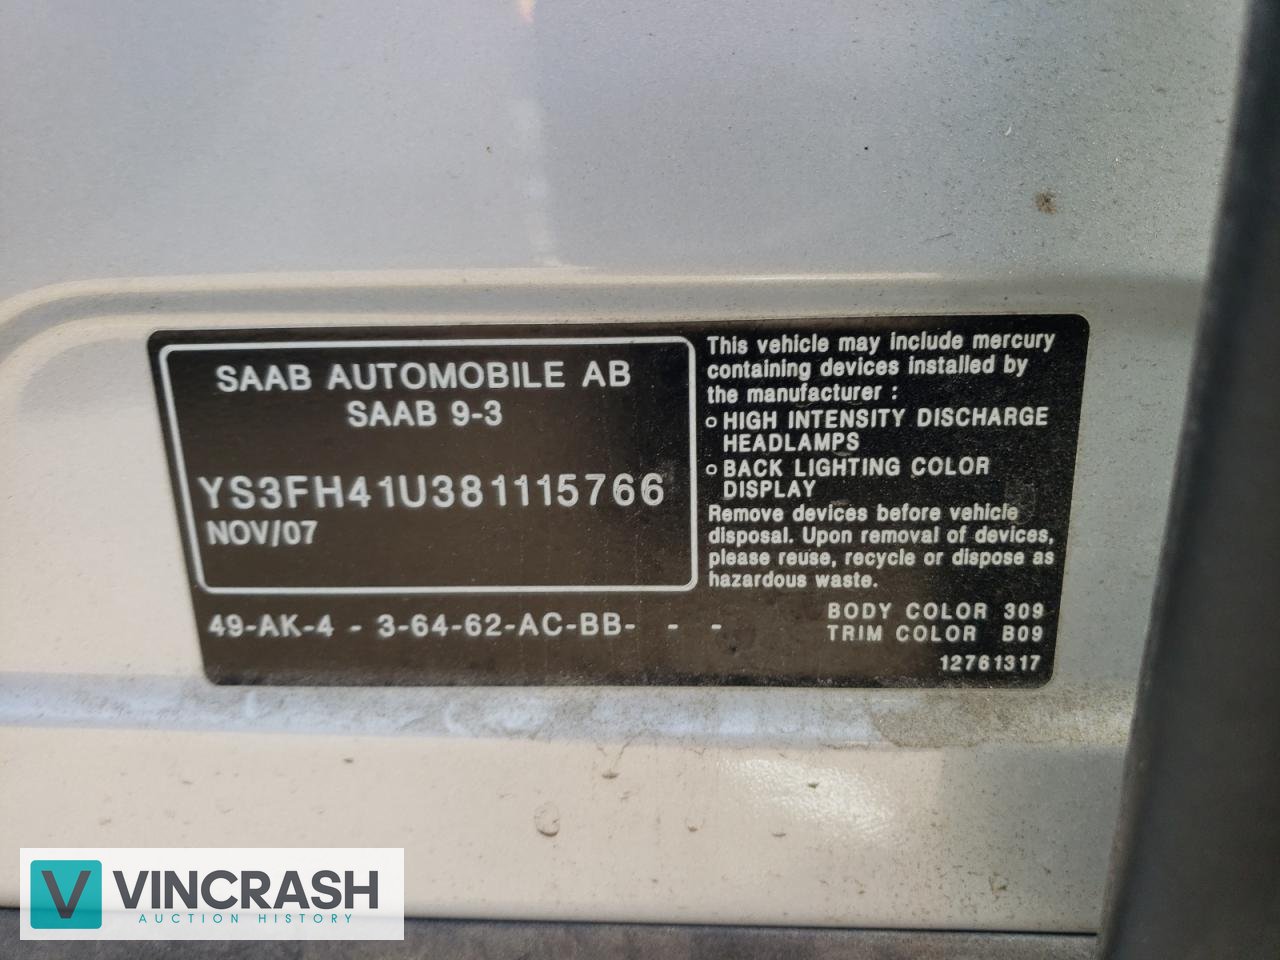 SAAB AUTOMOBILE AB
SAAB 9-3
YS3FH41U381115766
NOV/07
49-AK-4 - 3-64-62-AC-BB- - -
This vehicle may include mercury
containing devices installed by
the manufacturer :
o HIGH INTENSITY DISCHARGE
HEADLAMPS
o BACK LIGHTING COLOR
DISPLAY
Remove devices before vehicle
disposal. Upon removal of devices,
please reuse, recycle or dispose as
hazardous waste.
BODY COLOR 309
TRIM COLOR B09
12761317
V VINCRASH
AUCTION HISTORY